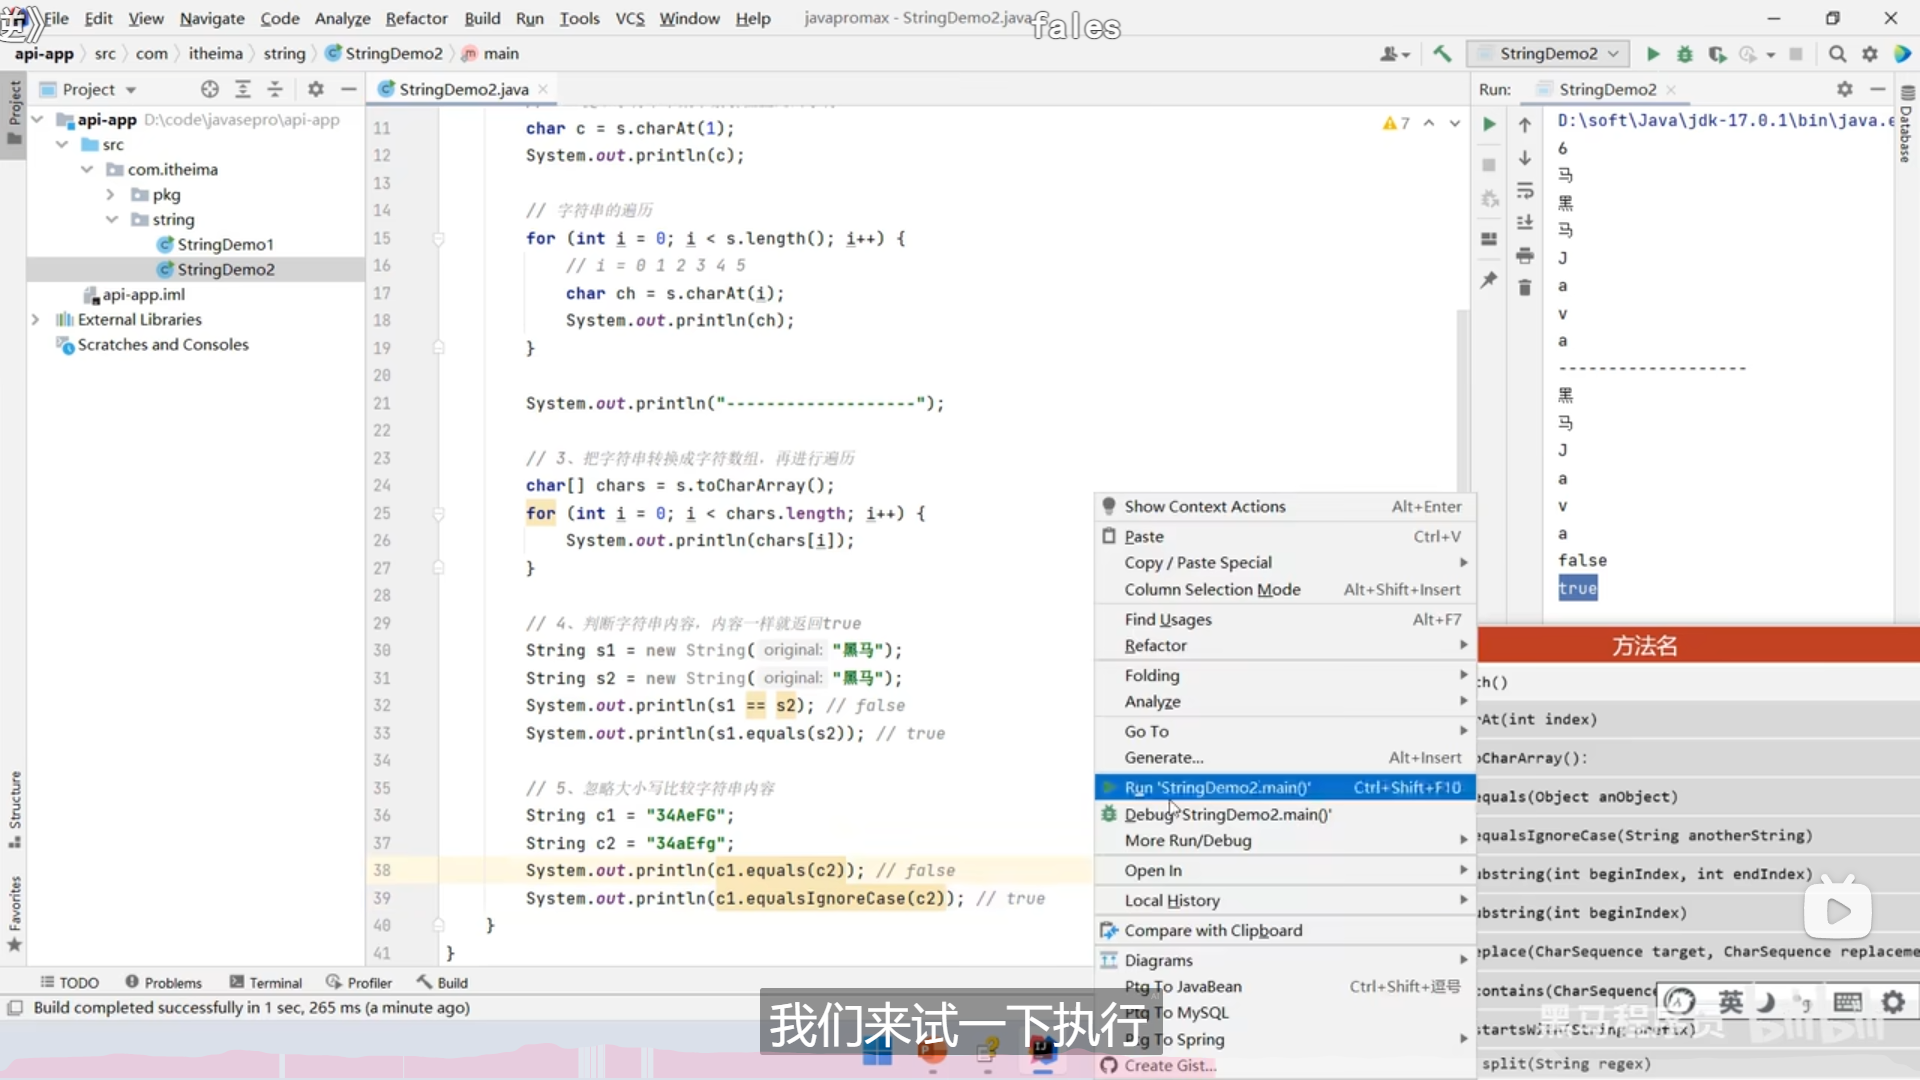 File Edit View Navigate Code Analyze Refactor Build Run Tools VCS Window Help javapromax - StringDemo2.java
fales
api-app src com itheima string StringDemo2 main
StringDemo2
Project
Project
api-app D:\code\javasepro\api-app
src
com.itheima
pkg
string
StringDemo1
StringDemo2
api-app.iml
External Libraries
Scratches and Consoles
Structure
Favorites
StringDemo2.java
7
11 char c = s.charAt(1);
12 System.out.println(c);
13
14 // 字符串的遍历
15 for (int i = 0; i < s.length(); i++) {
16 // i = 0 1 2 3 4 5
17 char ch = s.charAt(i);
18 System.out.println(ch);
19 }
20
21 System.out.println("-------------------");
22
23 // 3、把字符串转换成字符数组，再进行遍历
24 char[] chars = s.toCharArray();
25 for (int i = 0; i < chars.length; i++) {
26 System.out.println(chars[i]);
27 }
28
29 // 4、判断字符串内容，内容一样就返回true
30 String s1 = new String( original: "黑马");
31 String s2 = new String( original: "黑马");
32 System.out.println(s1 == s2); // false
33 System.out.println(s1.equals(s2)); // true
34
35 // 5、忽略大小写比较字符串内容
36 String c1 = "34AeFG";
37 String c2 = "34aEfg";
38 System.out.println(c1.equals(c2)); // false
39 System.out.println(c1.equalsIgnoreCase(c2)); // true
40 }
41 }
Show Context Actions Alt+Enter
Paste Ctrl+V
Copy / Paste Special
Column Selection Mode Alt+Shift+Insert
Find Usages Alt+F7
Refactor
Folding
Analyze
Go To
Generate... Alt+Insert
Run 'StringDemo2.main()' Ctrl+Shift+F10
Debug 'StringDemo2.main()'
More Run/Debug
Open In
Local History
Compare with Clipboard
Diagrams
Ptg To JavaBean Ctrl+Shift+逗号
Ptg To MySQL
Ptg To Spring
Create Gist...
Run: StringDemo2
Database
D:\soft\Java\jdk-17.0.1\bin\java.e
6
马
黑
马
J
a
v
a
-------------------
黑
马
J
a
v
a
false
true
方法名
th()
rAt(int index)
oCharArray():
equals(Object anObject)
equalsIgnoreCase(String anotherString)
ubstring(int beginIndex, int endIndex)
ubstring(int beginIndex)
eplace(CharSequence target, CharSequence replaceme
contains(CharSequence
英
startsWith(String prefix)
split(String regex)
黑马程序员 bilibili
TODO Problems Terminal Profiler Build
Build completed successfully in 1 sec, 265 ms (a minute ago)
我们来试一下执行